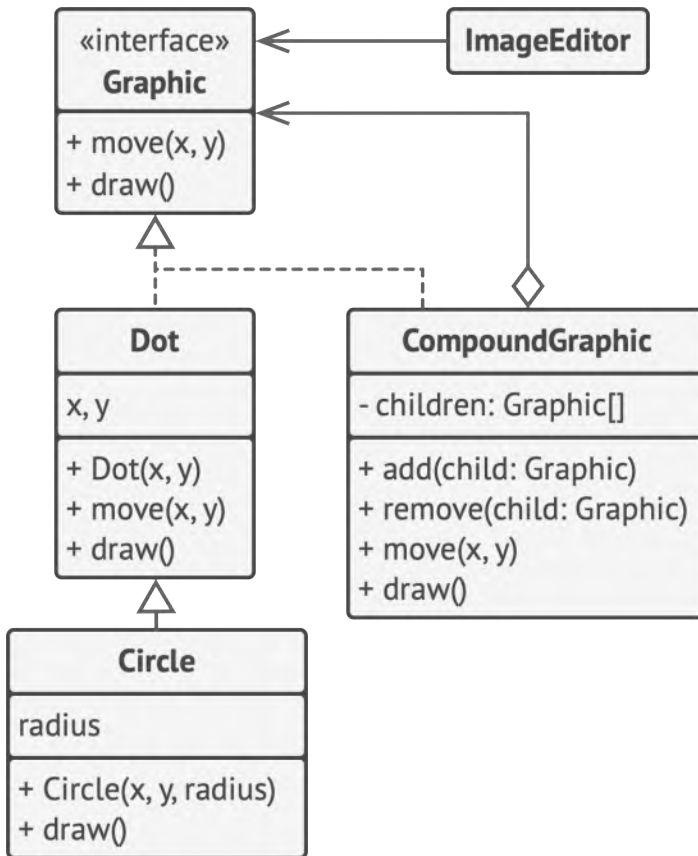 «interface»
Graphic
+ move(x, y)
+ draw()
ImageEditor
Dot
x, y
+ Dot(x, y)
+ move(x, y)
+ draw()
CompoundGraphic
- children: Graphic[]
+ add(child: Graphic)
+ remove(child: Graphic)
+ move(x, y)
+ draw()
Circle
radius
+ Circle(x, y, radius)
+ draw()